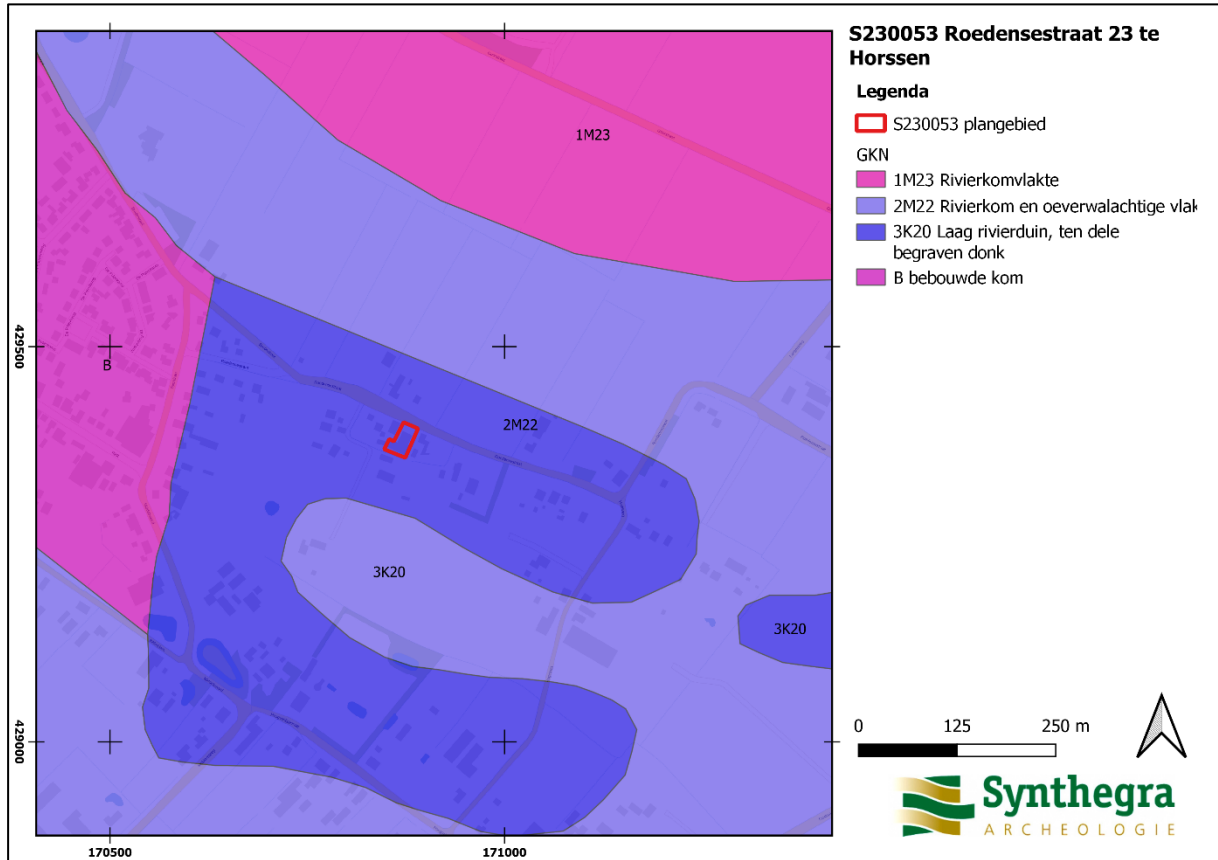 S230053 Roedensestraat 23 te
Horssen
Legenda
S230053 plangebied
GKN
1M23 Rivierkomvlakte
2M22 Rivierkom en oeverwalachtige vlak
3K20 Laag rivierduin, ten dele
begraven donk
B bebouwde kom
1M23
429500
B
2M22
3K20
3K20
429000
0 125 250 m
Synthegra
ARCHEOLOGIE
170500 171000